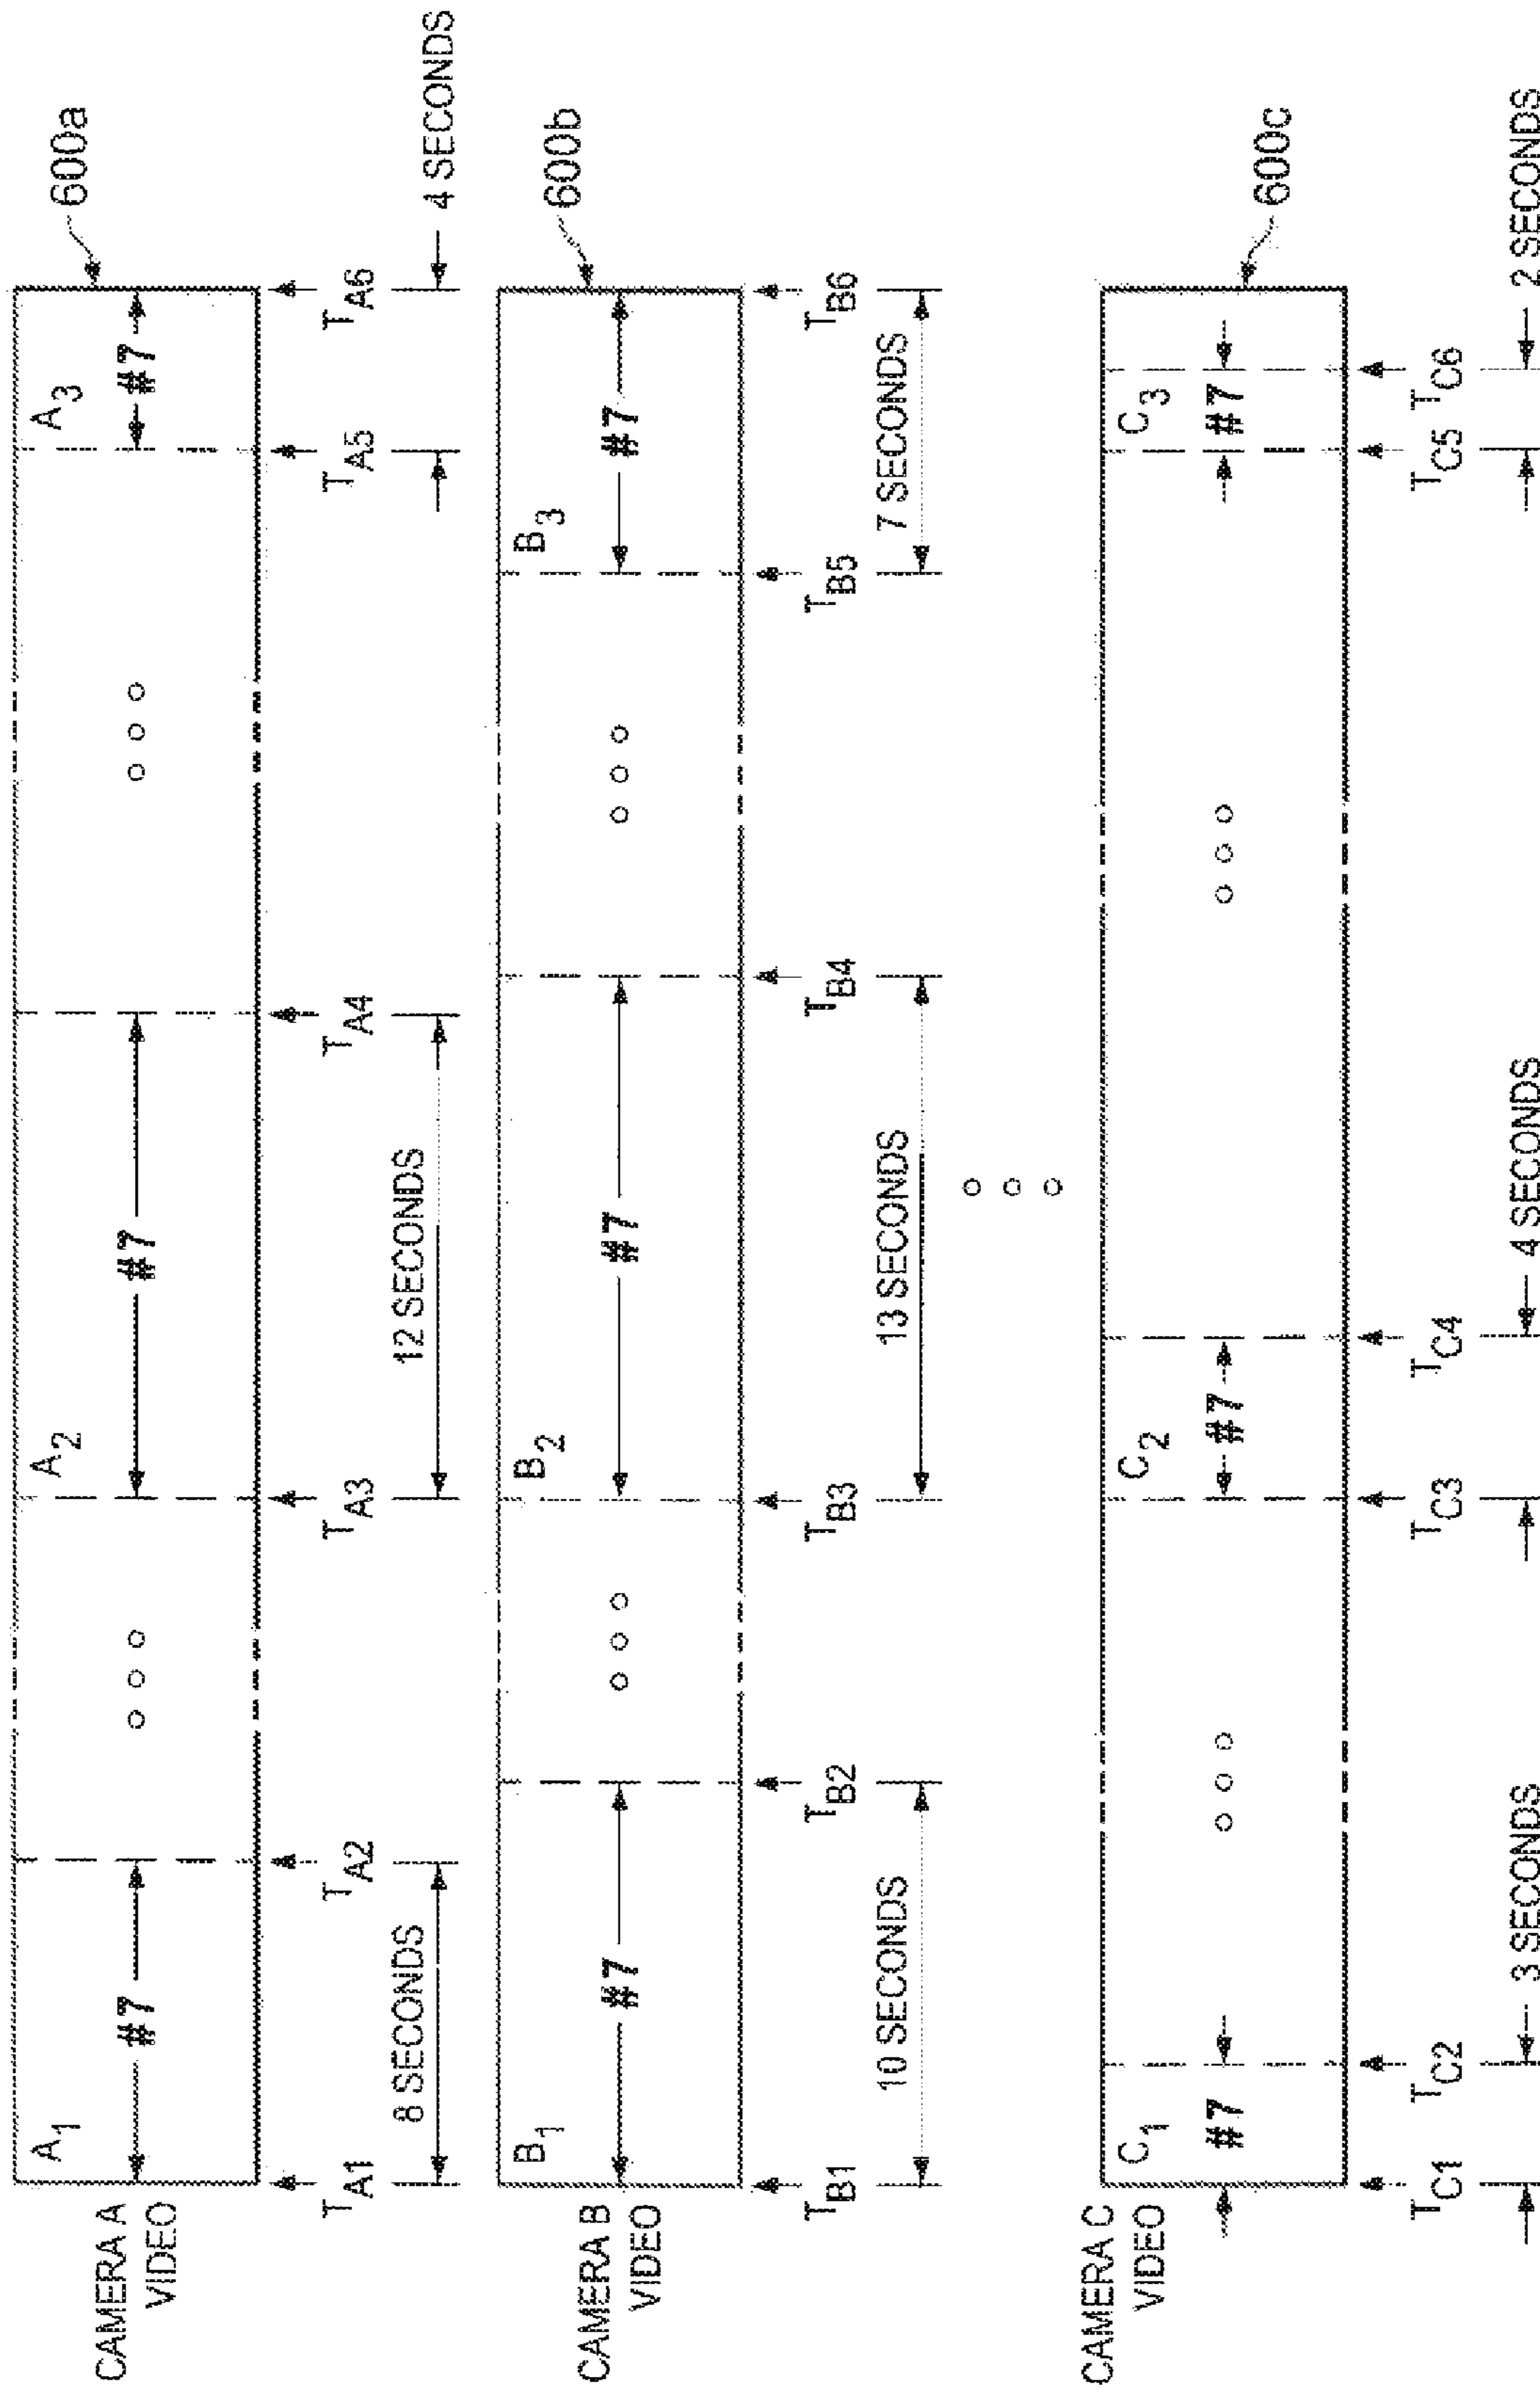 CAMERA A
VIDEO
A1
#7
A2
#7
A3
#7
600a
TA1
TA2
TA3
TA4
TA5
TA6
8 SECONDS
12 SECONDS
4 SECONDS
CAMERA B
VIDEO
B1
#7
B2
#7
B3
#7
600b
TB1
TB2
TB3
TB4
TB5
TB6
10 SECONDS
13 SECONDS
7 SECONDS
CAMERA C
VIDEO
C1
#7
C2
#7
C3
#7
600c
TC1
TC2
TC3
TC4
TC5
TC6
3 SECONDS
4 SECONDS
2 SECONDS